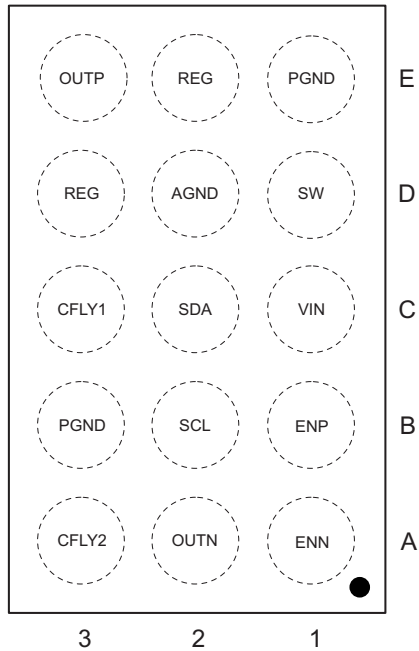 OUTP REG PGND E
REG AGND SW D
CFLY1 SDA VIN C
PGND SCL ENP B
CFLY2 OUTN ENN A
3 2 1